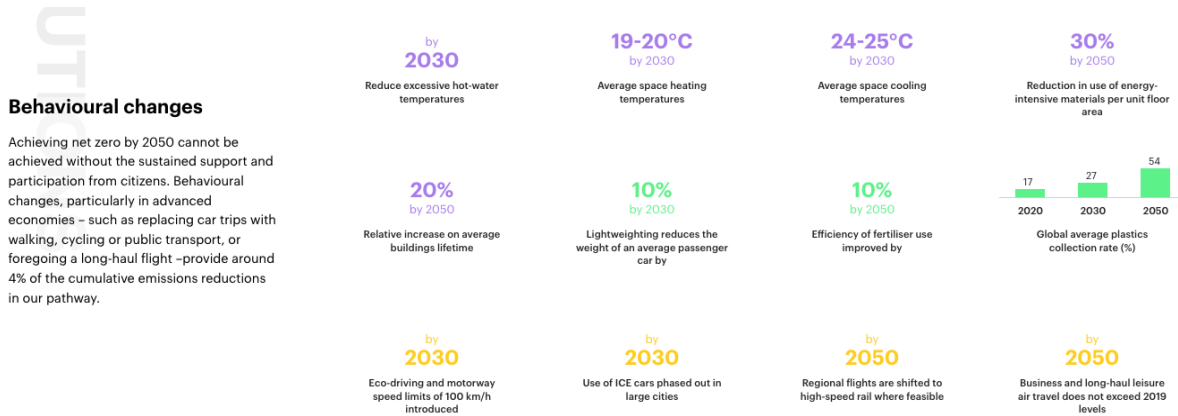 UTIONS
Behavioural changes
Achieving net zero by 2050 cannot be
achieved without the sustained support and
participation from citizens. Behavioural
changes, particularly in advanced
economies – such as replacing car trips with
walking, cycling or public transport, or
foregoing a long-haul flight –provide around
4% of the cumulative emissions reductions
in our pathway.
by
2030
Reduce excessive hot-water
temperatures
19-20°C
by 2030
Average space heating
temperatures
24-25°C
by 2030
Average space cooling
temperatures
30%
by 2050
Reduction in use of energy-
intensive materials per unit floor
area
20%
by 2050
Relative increase on average
buildings lifetime
10%
by 2030
Lightweighting reduces the
weight of an average passenger
car by
10%
by 2050
Efficiency of fertiliser use
improved by
17
27
54
2020
2030
2050
Global average plastics
collection rate (%)
by
2030
Eco-driving and motorway
speed limits of 100 km/h
introduced
by
2030
Use of ICE cars phased out in
large cities
by
2050
Regional flights are shifted to
high-speed rail where feasible
by
2050
Business and long-haul leisure
air travel does not exceed 2019
levels